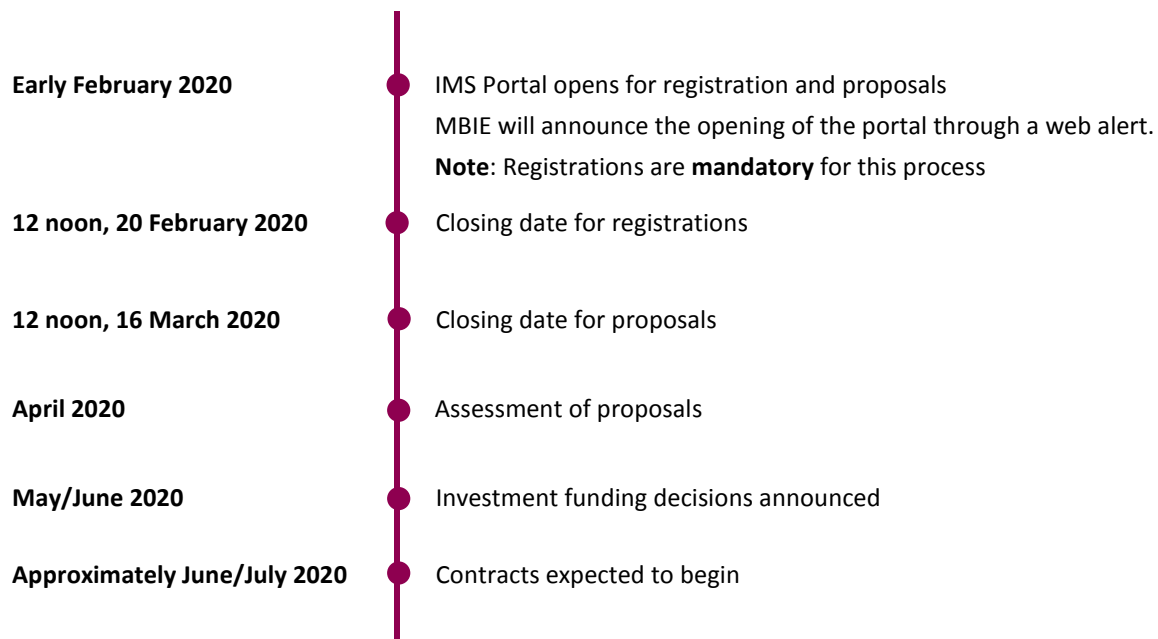 Early February 2020
IMS Portal opens for registration and proposals
MBIE will announce the opening of the portal through a web alert.
Note: Registrations are mandatory for this process
12 noon, 20 February 2020
Closing date for registrations
12 noon, 16 March 2020
Closing date for proposals
April 2020
Assessment of proposals
May/June 2020
Investment funding decisions announced
Approximately June/July 2020
Contracts expected to begin